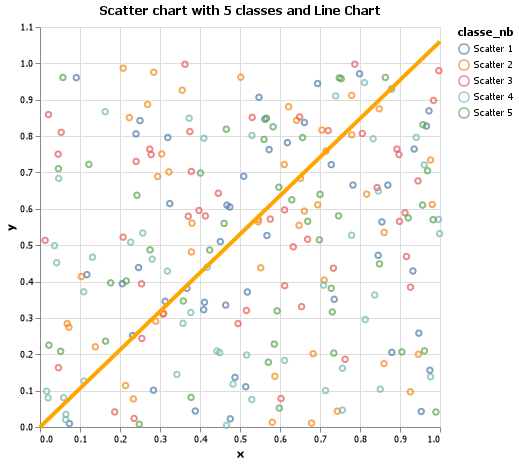 Scatter chart with 5 classes and Line Chart
1.1
1.0
0.9
0.8
0.7
0.6
0.5
0.4
0.3
0.2
0.1
0.0
y
0.0 0.1 0.2 0.3 0.4 0.5 0.6 0.7 0.8 0.9 1.0
x
classe_nb
Scatter 1
Scatter 2
Scatter 3
Scatter 4
Scatter 5